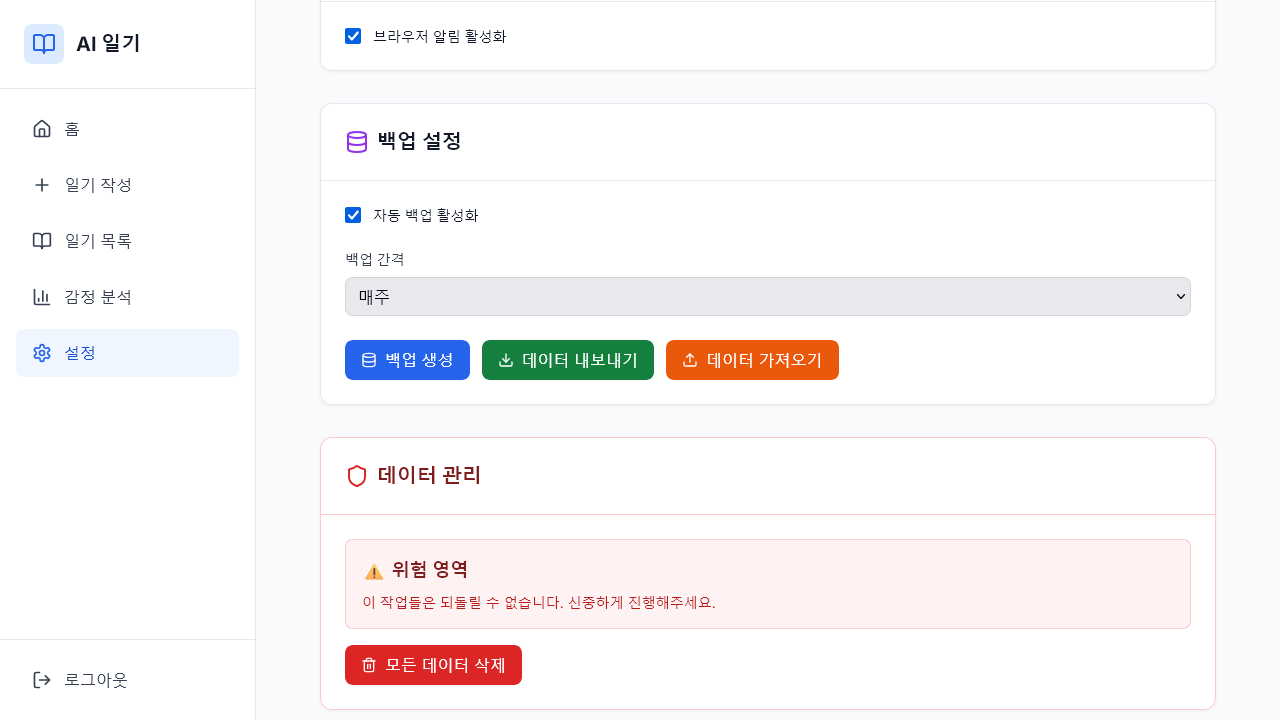 AI 일기
홈
일기 작성
일기 목록
감정 분석
설정
로그아웃
브라우저 알림 활성화
백업 설정
자동 백업 활성화
백업 간격
매주
백업 생성
데이터 내보내기
데이터 가져오기
데이터 관리
⚠️ 위험 영역
이 작업들은 되돌릴 수 없습니다. 신중하게 진행해주세요.
모든 데이터 삭제